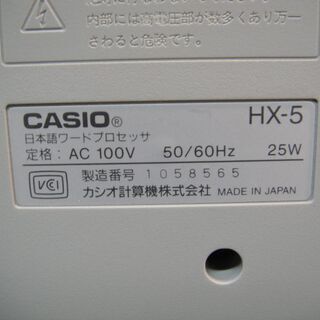 内部には高電圧部が数多くあり万一
さわると危険です。
CASIO® HX-5
日本語ワードプロセッサ
定格: AC 100V 50/60Hz 25W
VCI 製造番号 1058565
カシオ計算機株式会社 MADE IN JAPAN